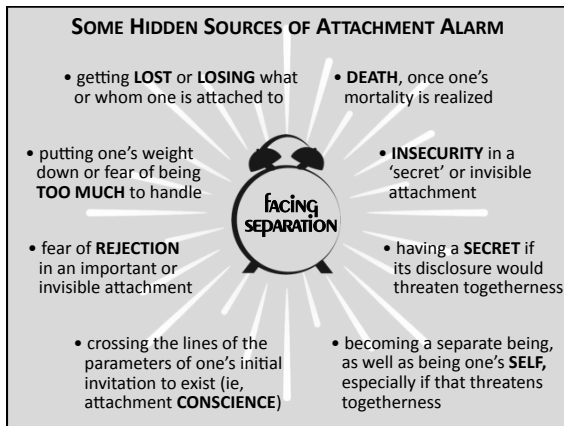 SOME HIDDEN SOURCES OF ATTACHMENT ALARM
• getting LOST or LOSING what
or whom one is attached to
• DEATH, once one's
mortality is realized
• putting one's weight
down or fear of being
TOO MUCH to handle
• INSECURITY in a
'secret' or invisible
attachment
facing
SEPARATION
• fear of REJECTION
in an important or
invisible attachment
• having a SECRET if
its disclosure would
threaten togetherness
• crossing the lines of the
parameters of one's initial
invitation to exist (ie,
attachment CONSCIENCE)
• becoming a separate being,
as well as being one's SELF,
especially if that threatens
togetherness